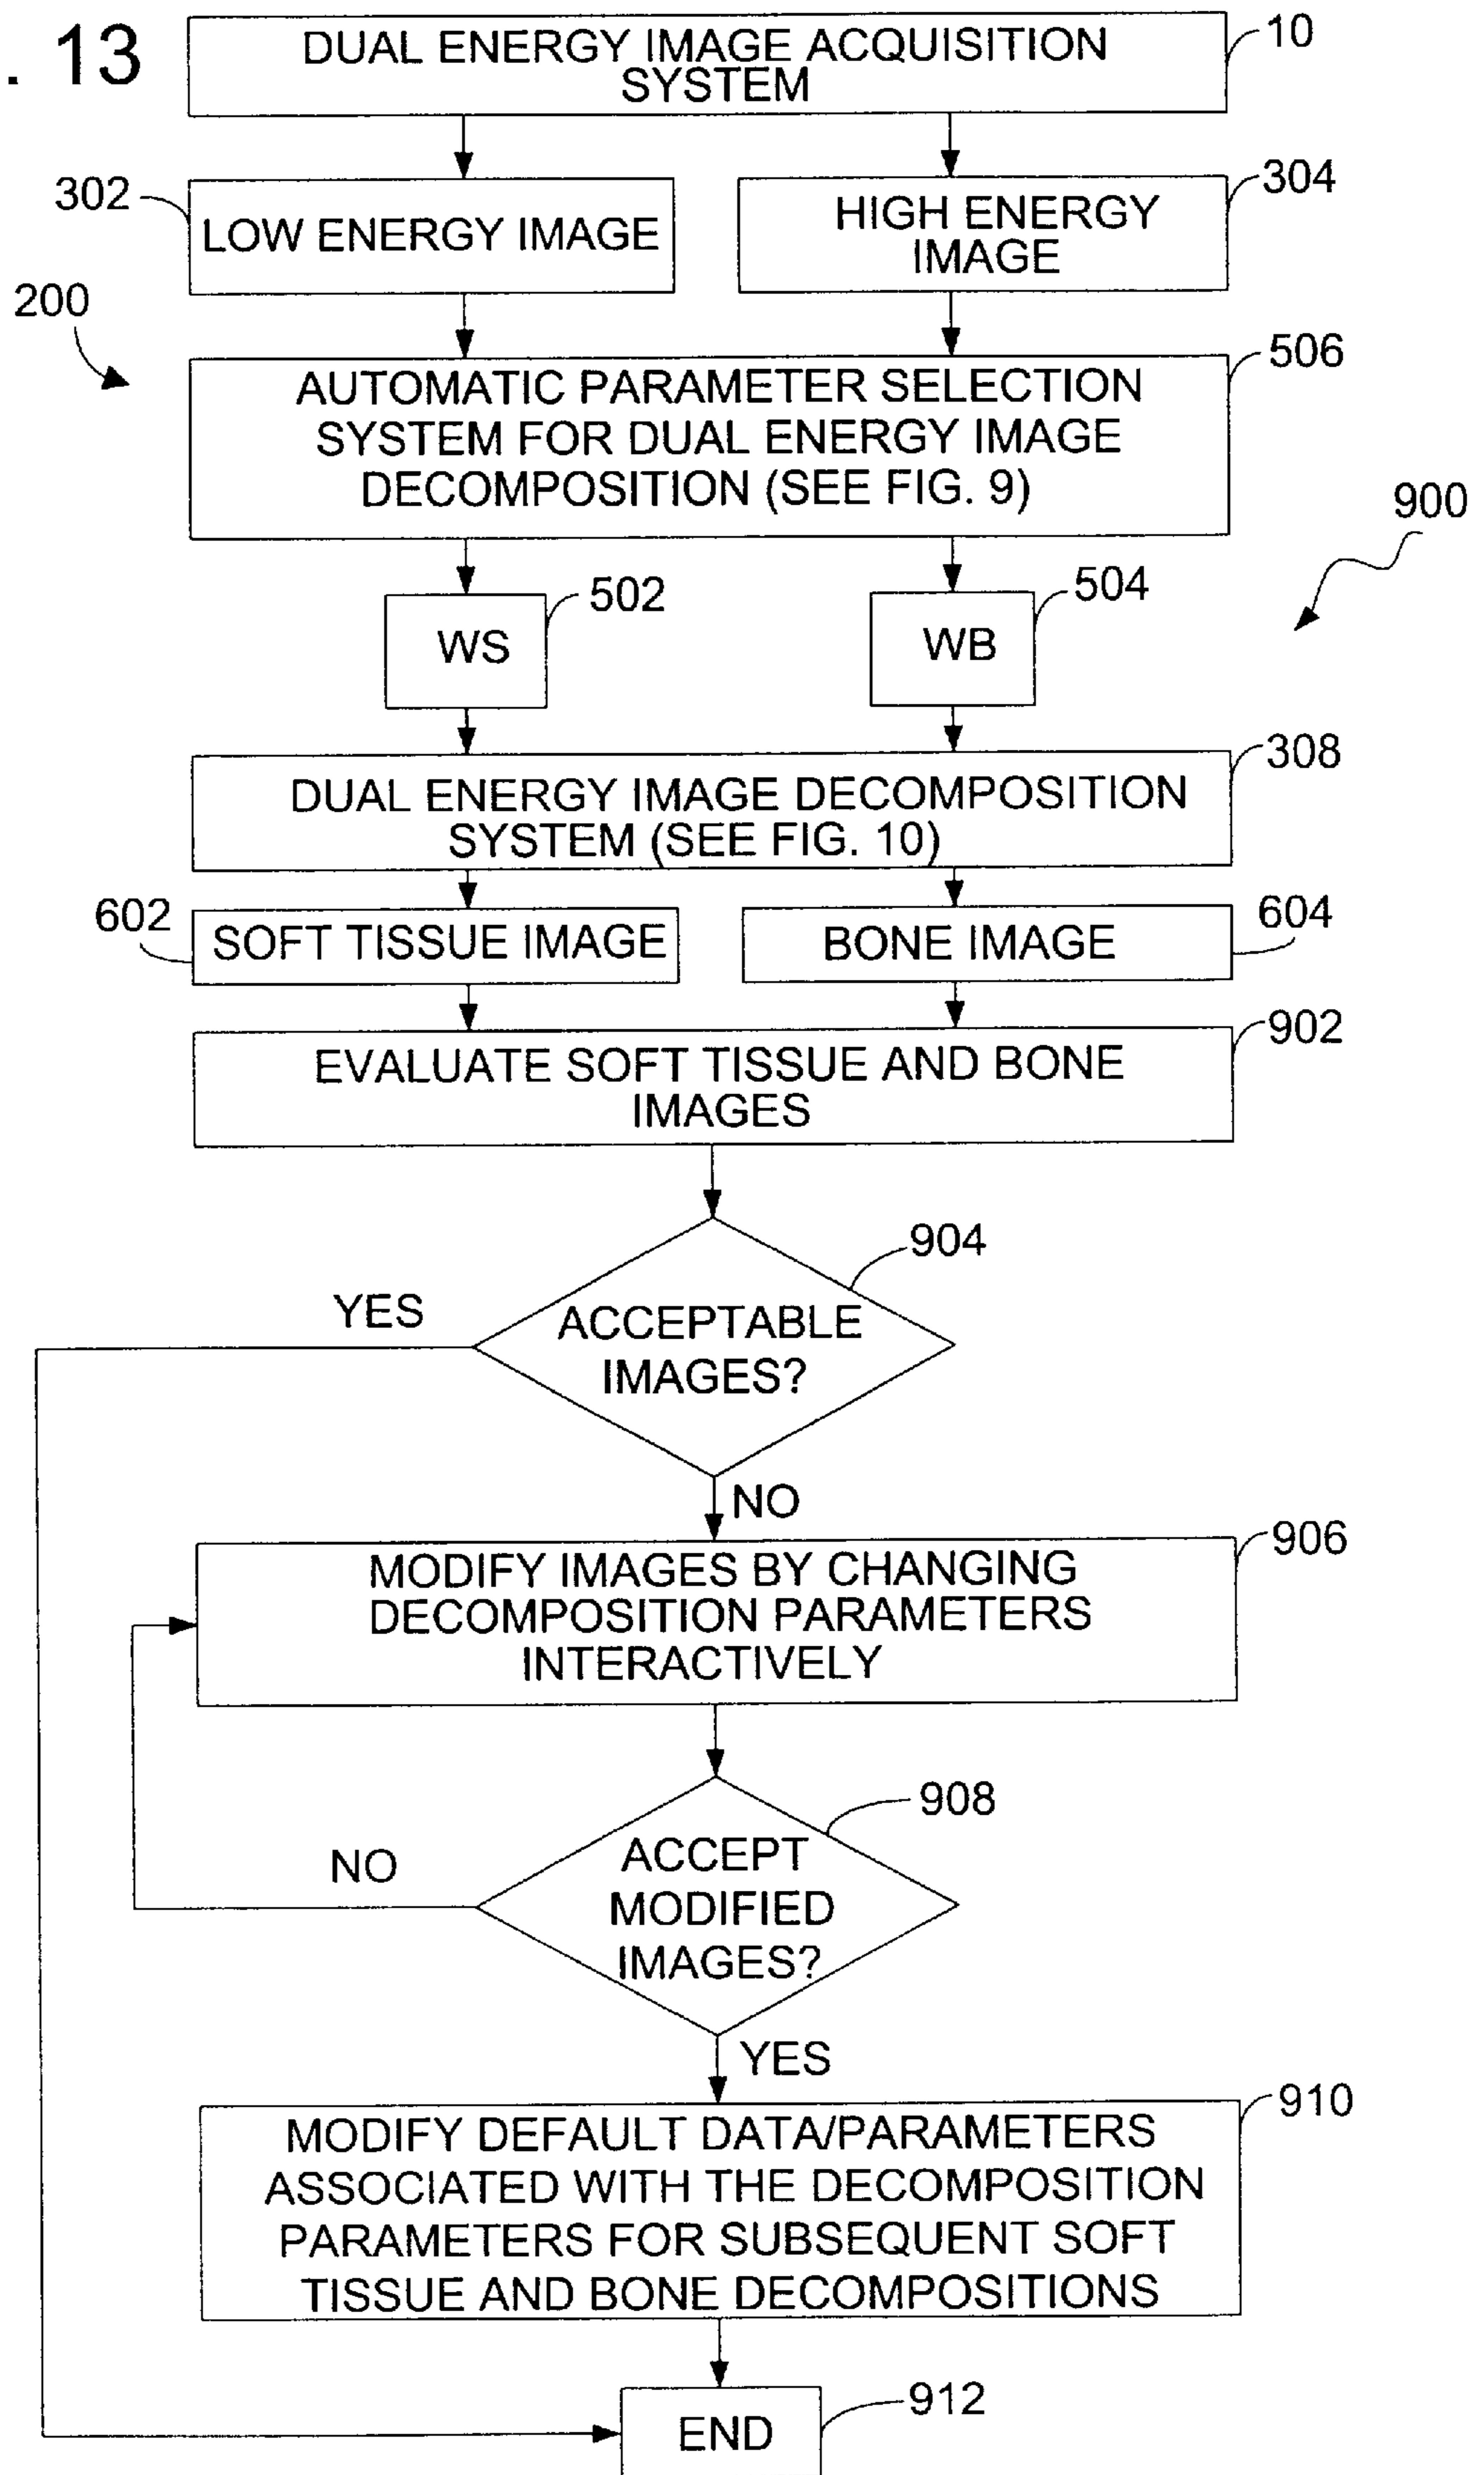 . 13
DUAL ENERGY IMAGE ACQUISITION
SYSTEM
10
302
LOW ENERGY IMAGE
HIGH ENERGY
IMAGE
304
200
AUTOMATIC PARAMETER SELECTION
SYSTEM FOR DUAL ENERGY IMAGE
DECOMPOSITION (SEE FIG. 9)
506
900
WS
502
WB
504
DUAL ENERGY IMAGE DECOMPOSITION
SYSTEM (SEE FIG. 10)
308
602
SOFT TISSUE IMAGE
BONE IMAGE
604
EVALUATE SOFT TISSUE AND BONE
IMAGES
902
904
YES
ACCEPTABLE
IMAGES?
NO
MODIFY IMAGES BY CHANGING
DECOMPOSITION PARAMETERS
INTERACTIVELY
906
908
NO
ACCEPT
MODIFIED
IMAGES?
YES
MODIFY DEFAULT DATA/PARAMETERS
ASSOCIATED WITH THE DECOMPOSITION
PARAMETERS FOR SUBSEQUENT SOFT
TISSUE AND BONE DECOMPOSITIONS
910
END
912